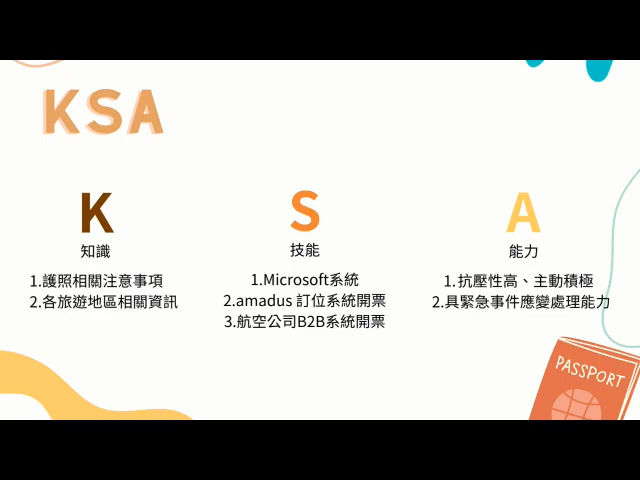 KSA
K
知識
1.護照相關注意事項
2.各旅遊地區相關資訊
S
技能
1.Microsoft系統
2.amadus 訂位系統開票
3.航空公司B2B系統開票
A
能力
1.抗壓性高、主動積極
2.具緊急事件應變處理能力
PASSPORT